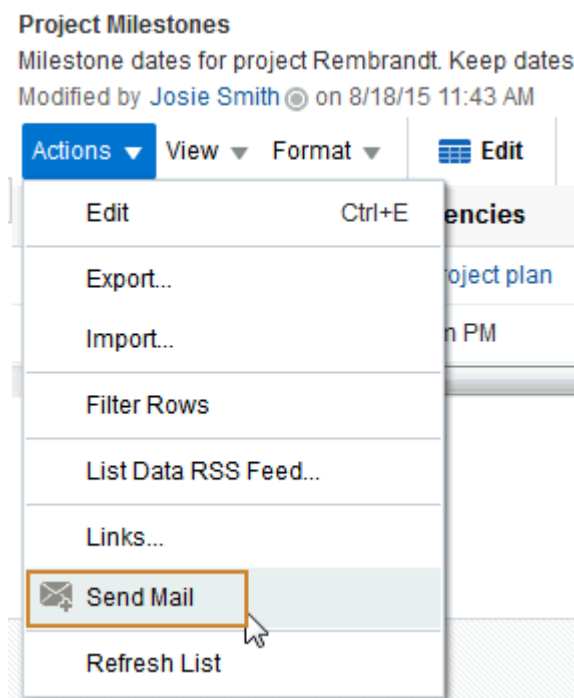 Project Milestones
Milestone dates for project Rembrandt. Keep dates
Modified by Josie Smith on 8/18/15 11:43 AM
Actions View Format Edit
Edit Ctrl+E
encies
Export...
oject plan
Import...
m PM
Filter Rows
List Data RSS Feed...
Links...
Send Mail
Refresh List